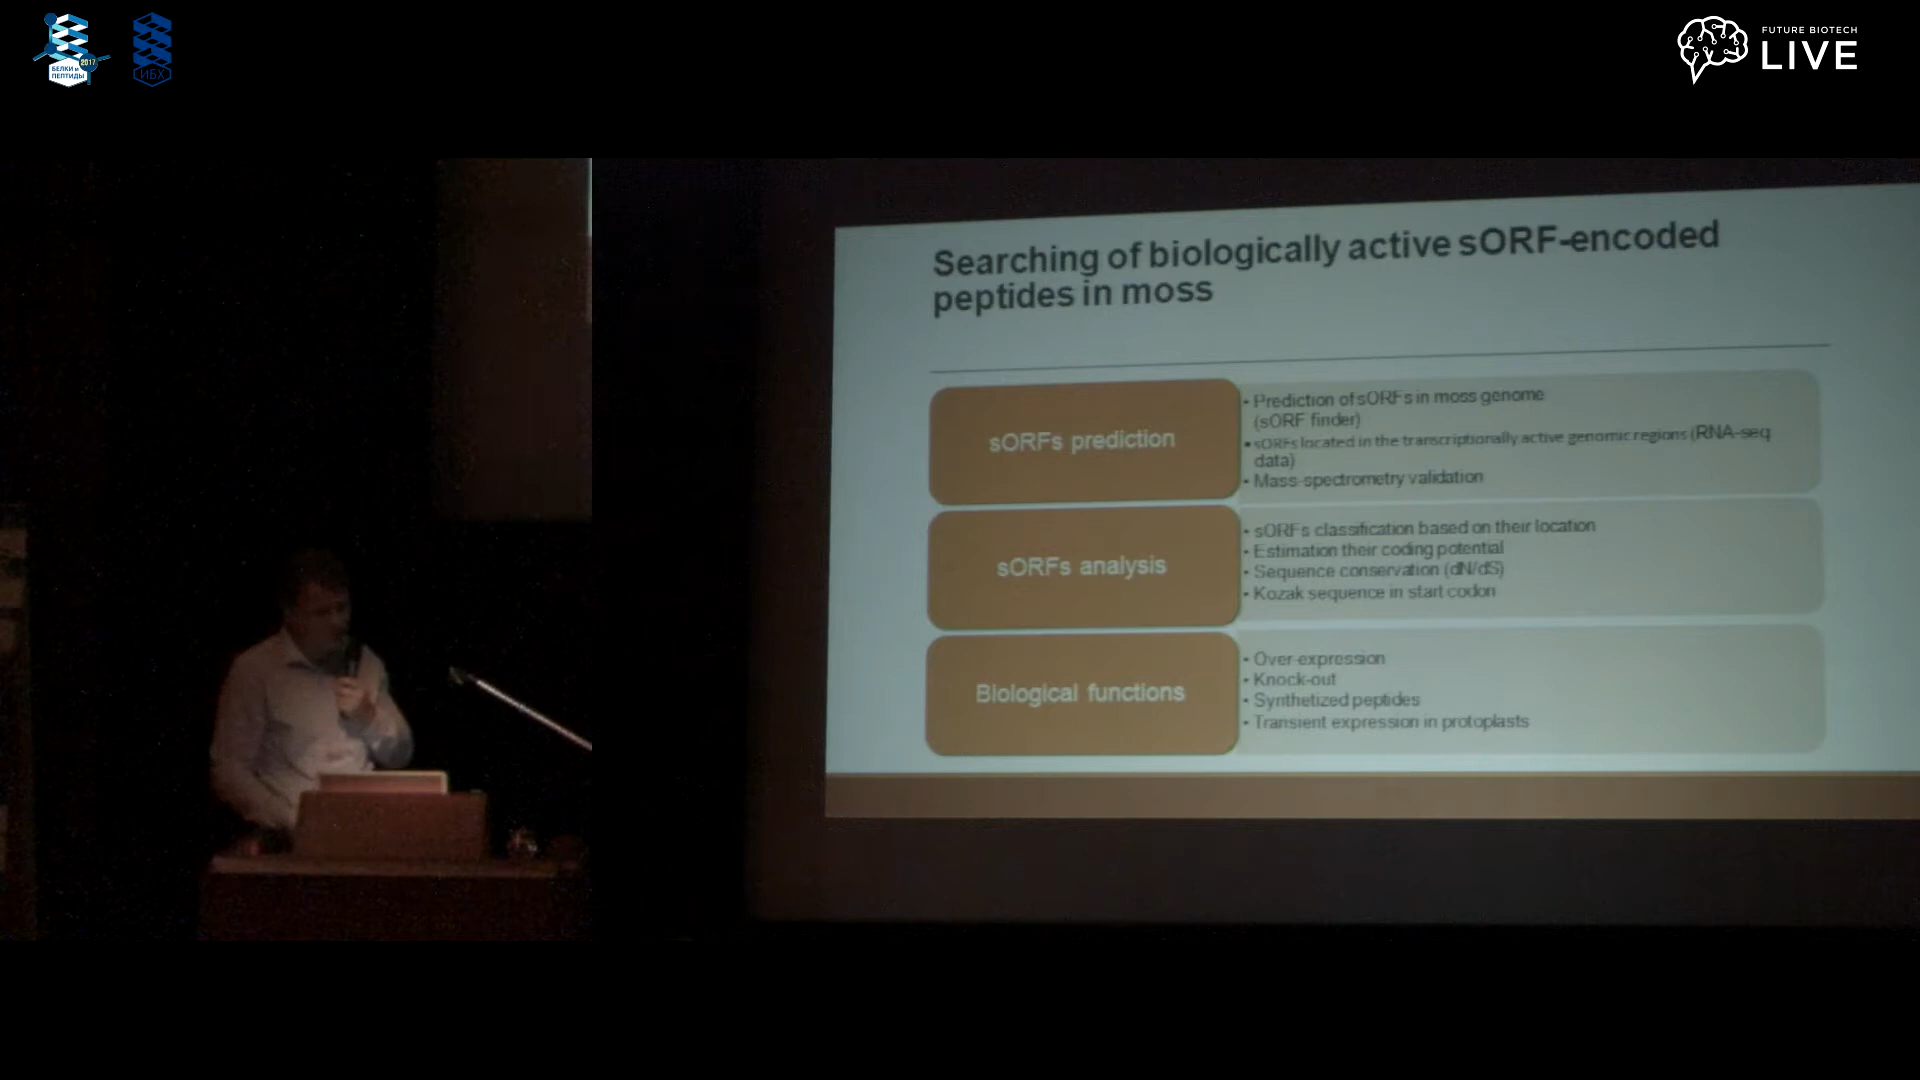 БЕЛКИ и
ПЕПТИДЫ
2017
ИБХ
FUTURE BIOTECH
LIVE
Searching of biologically active sORF-encoded
peptides in moss
sORFs prediction
• Prediction of sORFs in moss genome
(sORF finder)
• sORFs located in the transcriptionally active genomic regions (RNA-seq
data)
• Mass-spectrometry validation
sORFs analysis
• sORFs classification based on their location
• Estimation their coding potential
• Sequence conservation (dN/dS)
• Kozak sequence in start codon
Biological functions
• Over-expression
• Knock-out
• Synthetized peptides
• Transient expression in protoplasts